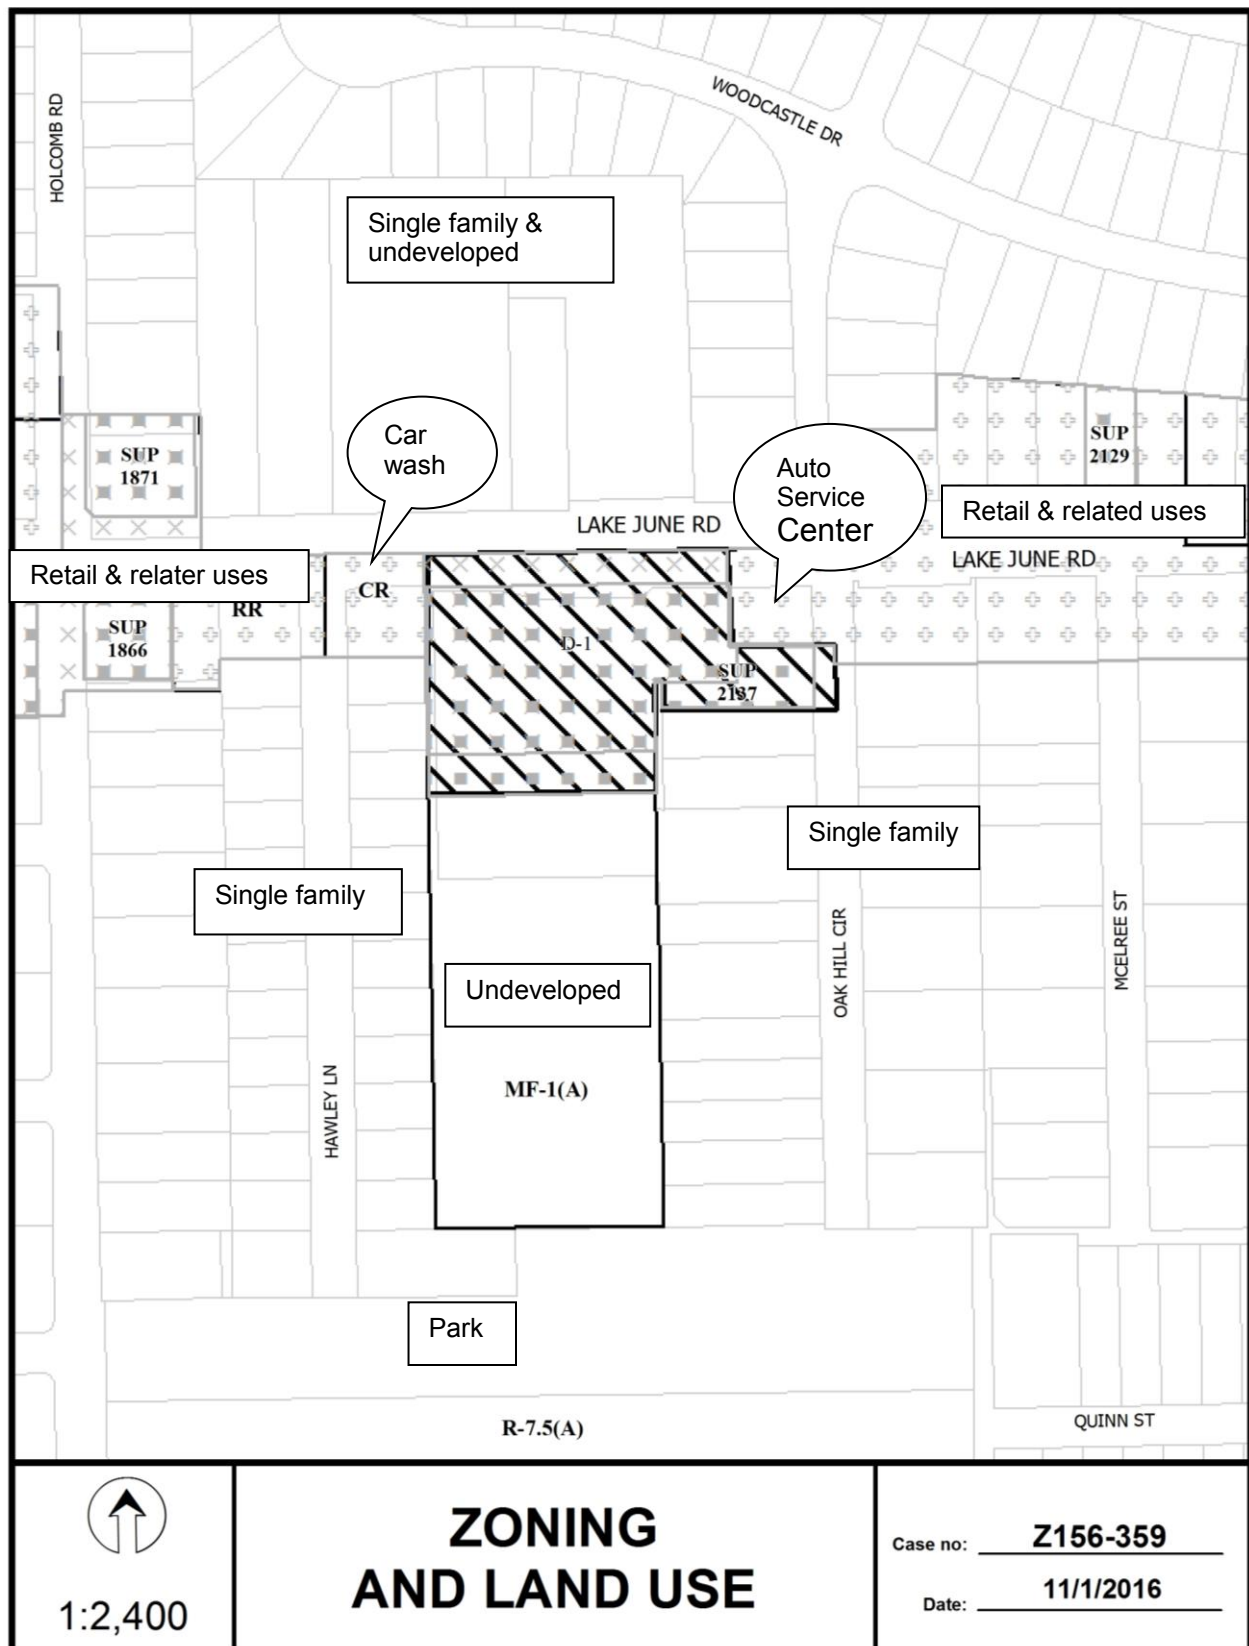 WOODCASTLE DR
HOLCOMB RD
Single family &
undeveloped
Car
wash
SUP
1871
SUP
2129
Auto
Service
Center
Retail & related uses
LAKE JUNE RD
LAKE JUNE RD
Retail & relater uses
CR
RR
SUP
1866
D-1
SUP
2137
Single family
Single family
OAK HILL CIR
MCELREE ST
Undeveloped
HAWLEY LN
MF-1(A)
Park
R-7.5(A)
QUINN ST
1:2,400
ZONING
AND LAND USE
Case no: Z156-359
Date: 11/1/2016